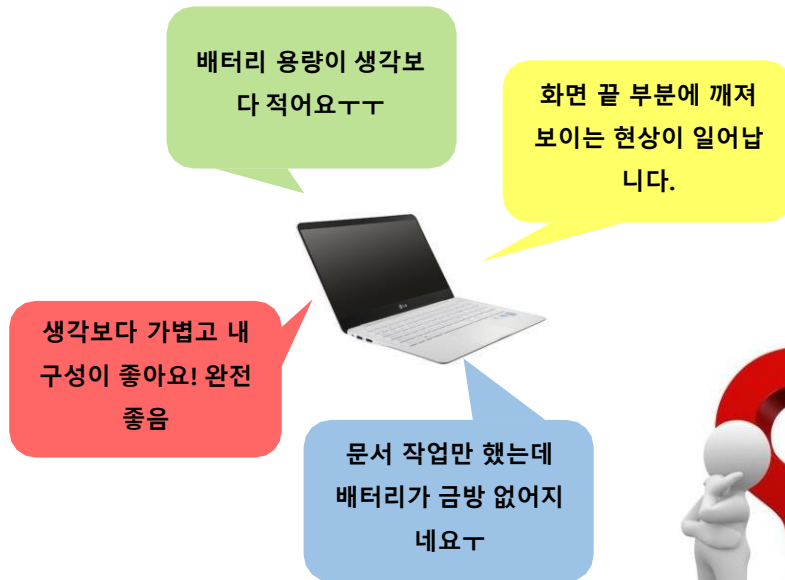 배터리 용량이 생각보
다 적어요ㅜㅜ
화면 끝 부분에 깨져
보이는 현상이 일어납
니다.
생각보다 가볍고 내
구성이 좋아요! 완전
좋음
문서 작업만 했는데
배터리가 금방 없어지
네요ㅜ